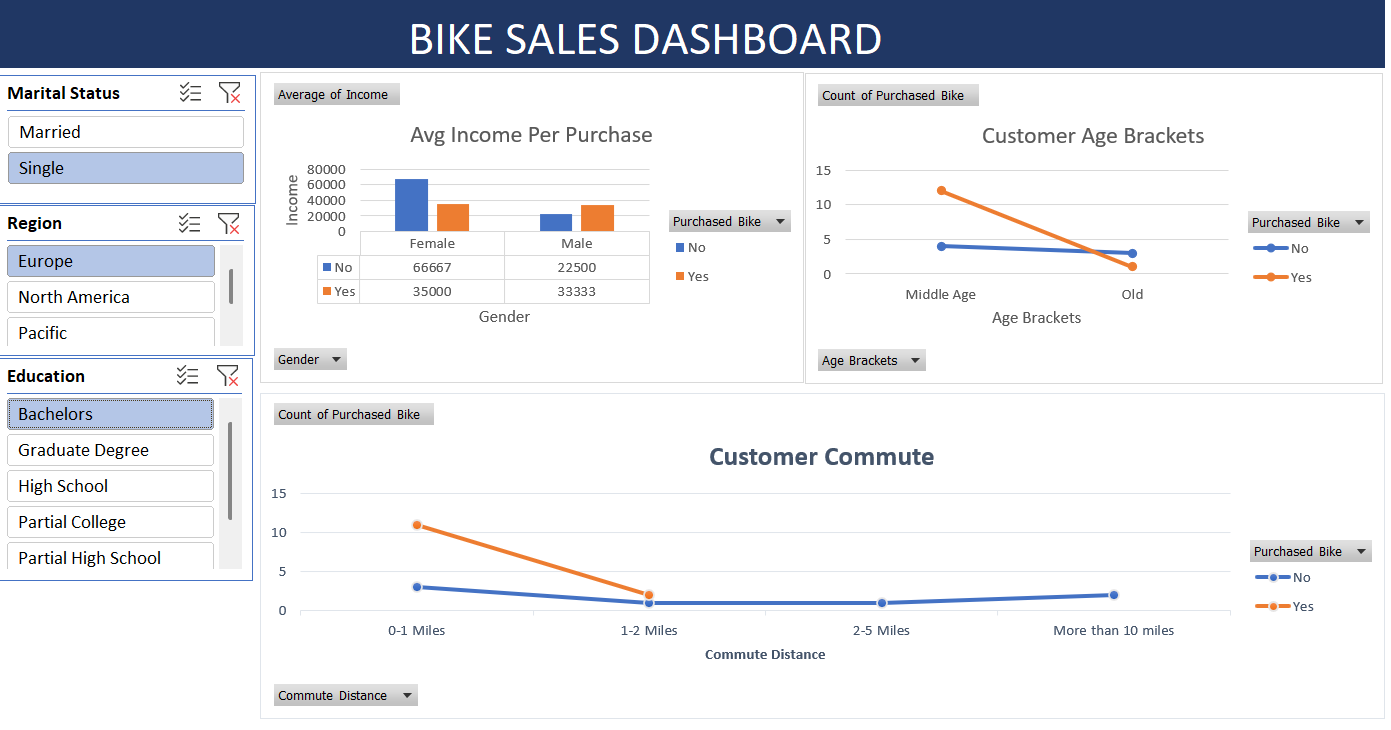 BIKE SALES DASHBOARD
Marital Status
Married
Single
Region
Europe
North America
Pacific
Education
Bachelors
Graduate Degree
High School
Partial College
Partial High School
Average of Income
Avg Income Per Purchase
80000
60000
40000
20000
0
Income
Female Male
No 66667 22500
Yes 35000 33333
Gender
Purchased Bike
No
Yes
Gender
Count of Purchased Bike
Customer Age Brackets
15
10
5
0
Middle Age Old
Age Brackets
Purchased Bike
No
Yes
Age Brackets
Count of Purchased Bike
Customer Commute
15
10
5
0
0-1 Miles 1-2 Miles 2-5 Miles More than 10 miles
Commute Distance
Purchased Bike
No
Yes
Commute Distance